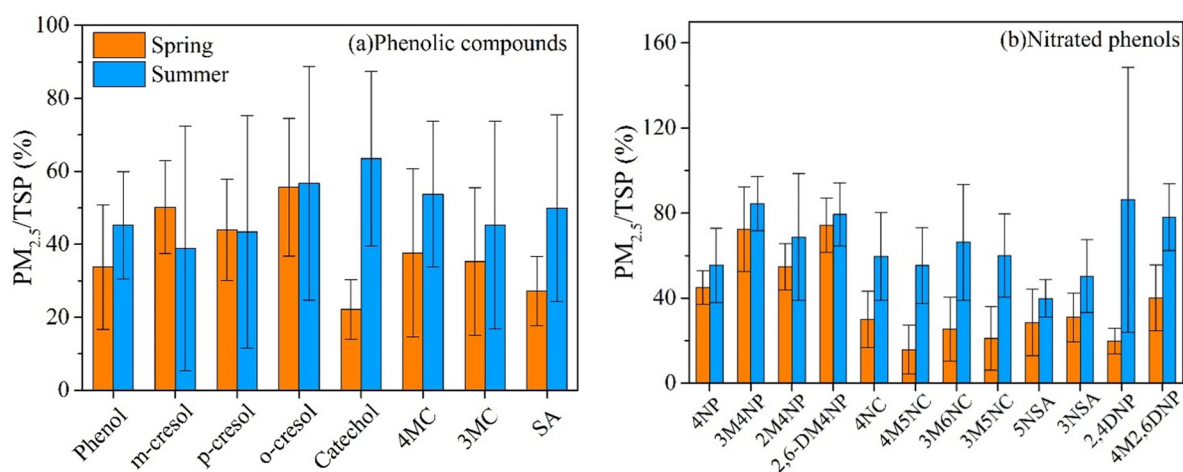 (a)Phenolic compounds
Spring
Summer
PM2.5/TSP (%)
100
80
60
40
20
0
Phenol
m-cresol
p-cresol
o-cresol
Catechol
4MC
3MC
SA
(b)Nitrated phenols
PM2.5/TSP (%)
160
120
80
40
0
4NP
3M4NP
2M4NP
2,6-DM4NP
4NC
4M5NC
3M6NC
3M5NC
5NSA
3NSA
2,4DNP
4M2,6DNP